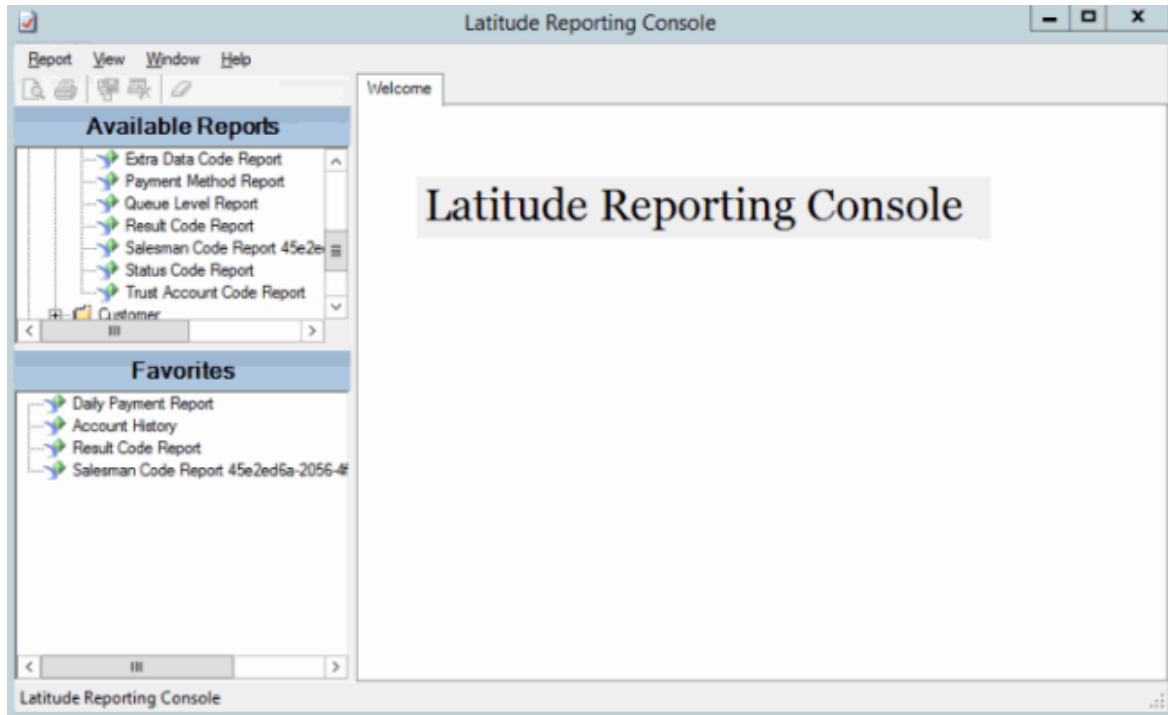 Latitude Reporting Console
Report View Window Help
Welcome
Available Reports
Extra Data Code Report
Payment Method Report
Queue Level Report
Result Code Report
Salesman Code Report 45e2e
Status Code Report
Trust Account Code Report
Customer
Latitude Reporting Console
Favorites
Daily Payment Report
Account History
Result Code Report
Salesman Code Report 45e2ed6a-2056-4f
Latitude Reporting Console